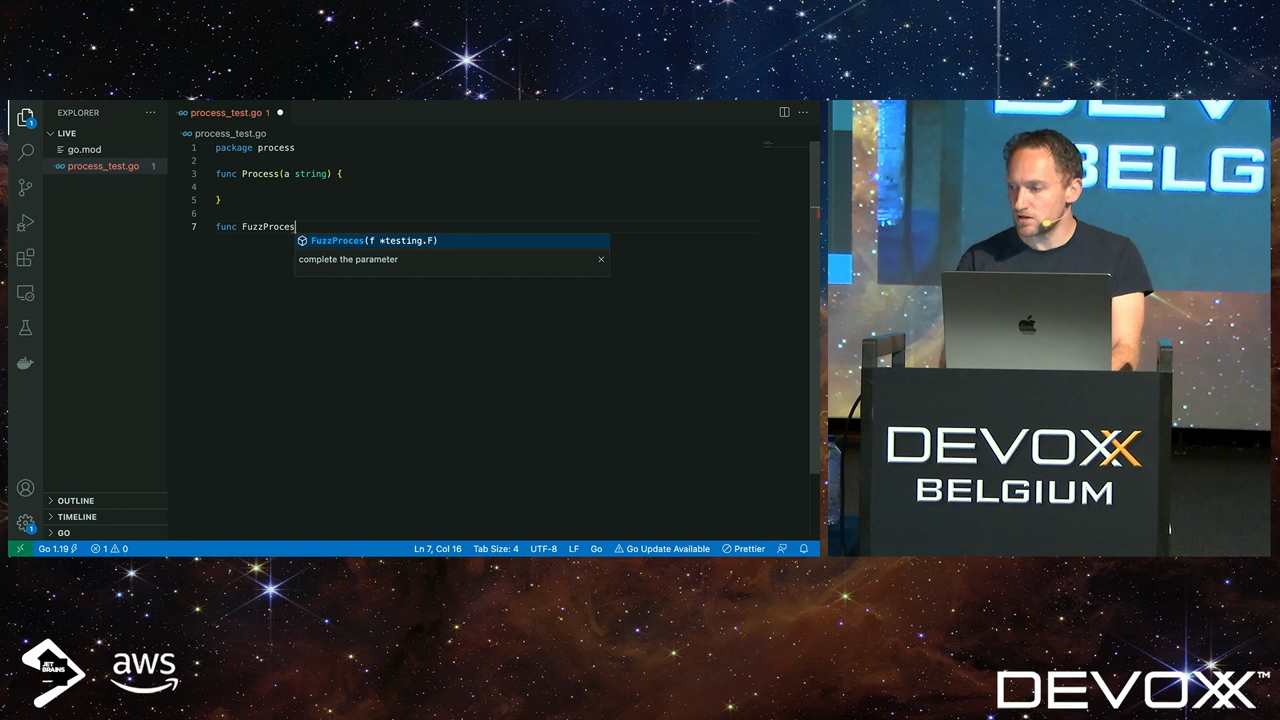 EXPLORER
LIVE
go.mod
process_test.go 1
OUTLINE
TIMELINE
GO
1
1
process_test.go 1
process_test.go
1 package process
2
3 func Process(a string) {
4
5 }
6
7 func FuzzProces
FuzzProces(f *testing.F)
complete the parameter
Go 1.19
1 0
Ln 7, Col 16
Tab Size: 4
UTF-8
LF
Go
Go Update Available
Prettier
BELG
DEVOXX
BELGIUM
JET
BRAINS
aws
DEVOXX™